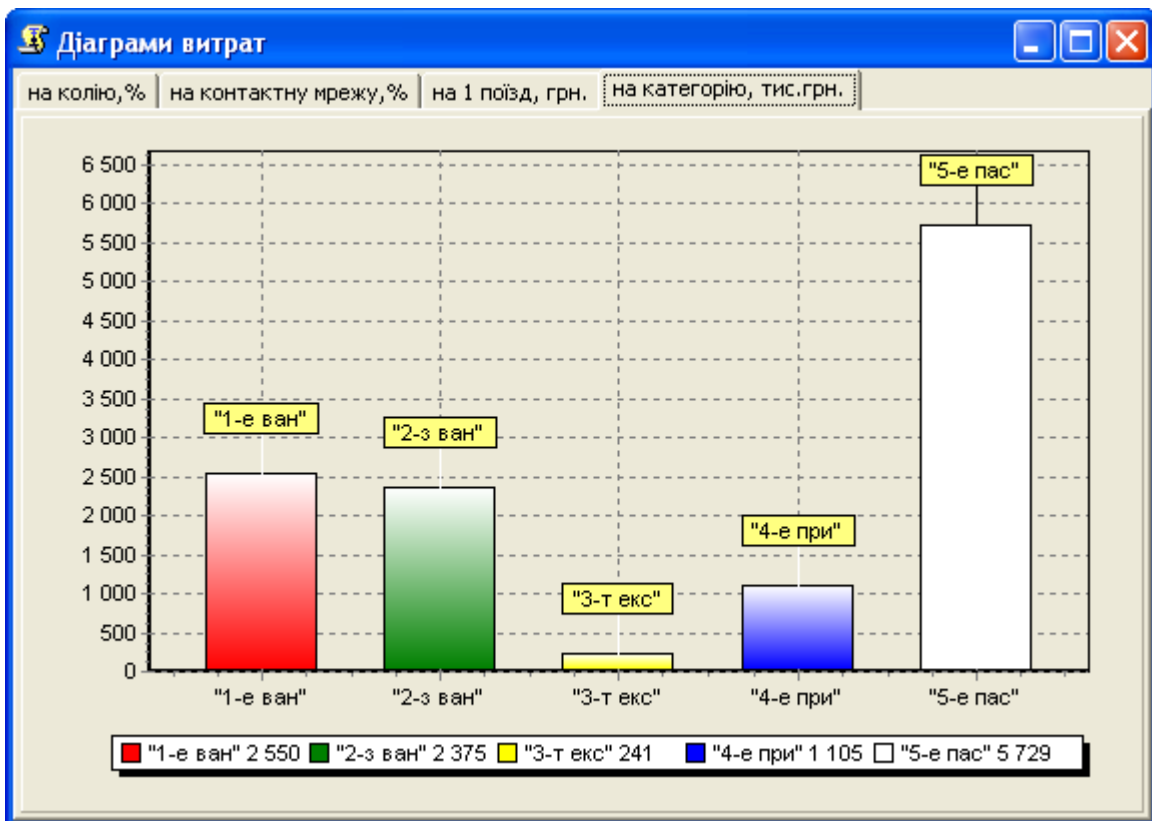 Діаграми витрат
на колію,% на контактну мрежу,% на 1 поїзд, грн. на категорію, тис.грн.
6 500
"5-е пас"
6 000
5 500
5 000
4 500
4 000
3 500
"1-е ван"
3 000
"2-з ван"
2 500
2 000
"4-е при"
1 500
1 000
"3-т екс"
500
0
"1-е ван" "2-з ван" "3-т екс" "4-е при" "5-е пас"
"1-е ван" 2 550 "2-з ван" 2 375 "3-т екс" 241 "4-е при" 1 105 "5-е пас" 5 729